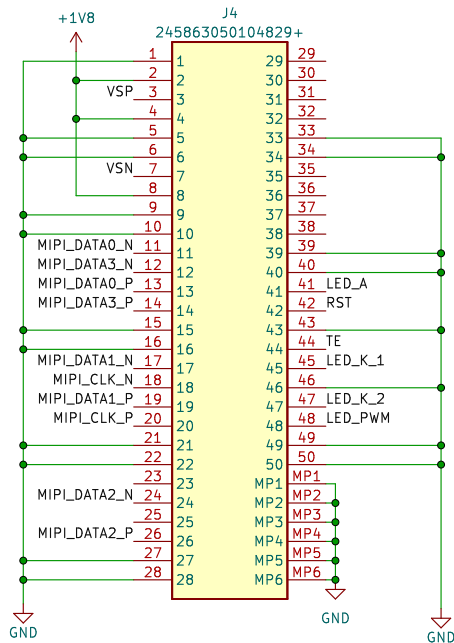 J4
+1V8
245863050104829+
1 1 29 29
2 2 30 30
VSP 3 3 31 31
4 4 32 32
5 5 33 33
6 6 34 34
VSN 7 7 35 35
8 8 36 36
9 9 37 37
10 10 38 38
MIPI_DATA0_N 11 11 39 39
MIPI_DATA3_N 12 12 40 40
MIPI_DATA0_P 13 13 41 41 LED_A
MIPI_DATA3_P 14 14 42 42 RST
15 15 43 43
16 16 44 44 TE
MIPI_DATA1_N 17 17 45 45 LED_K_1
MIPI_CLK_N 18 18 46 46
MIPI_DATA1_P 19 19 47 47 LED_K_2
MIPI_CLK_P 20 20 48 48 LED_PWM
21 21 49 49
22 22 50 50
23 23 MP1 MP1
MIPI_DATA2_N 24 24 MP2 MP2
25 25 MP3 MP3
MIPI_DATA2_P 26 26 MP4 MP4
27 27 MP5 MP5
28 28 MP6 MP6
GND GND GND